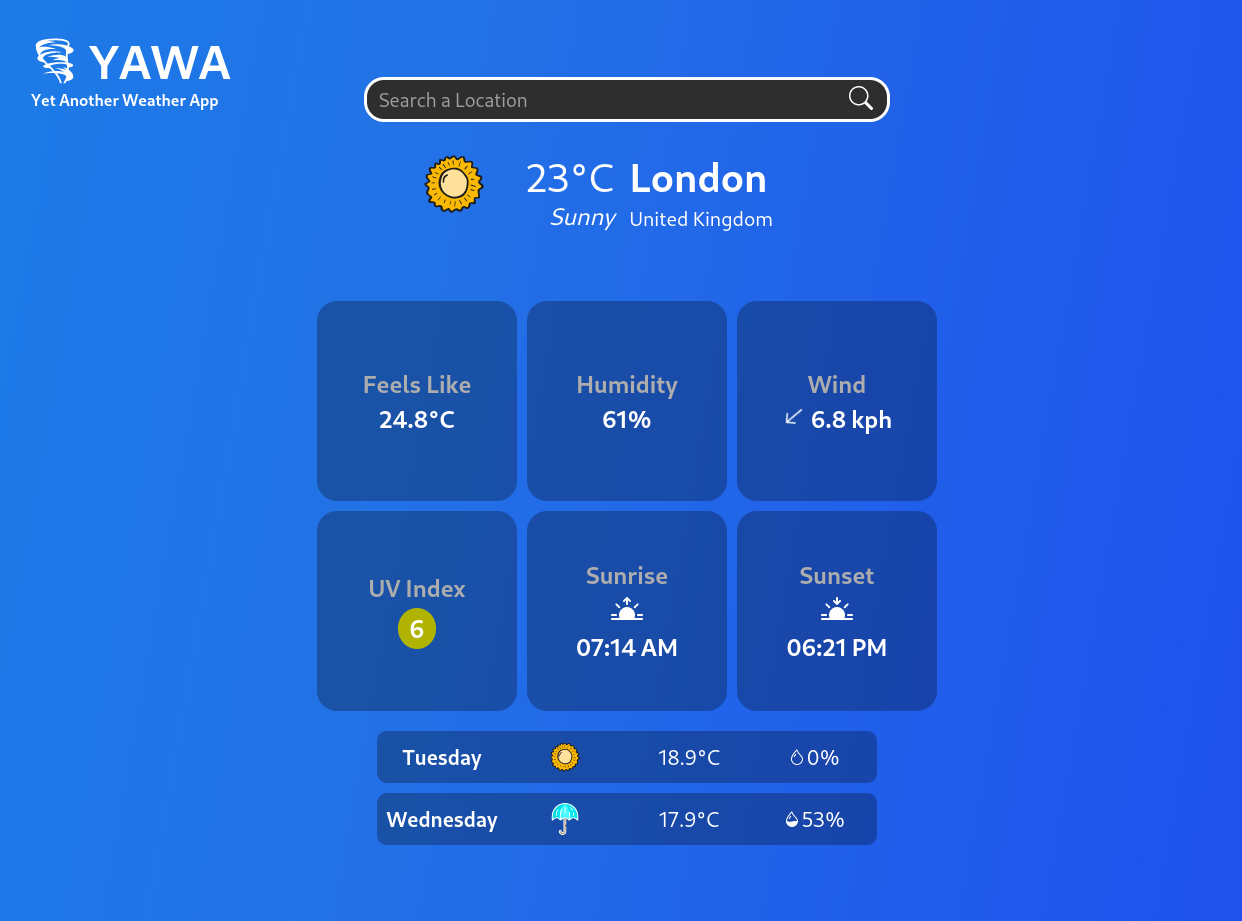 YAWA
Yet Another Weather App
Search a Location
23°C London
Sunny United Kingdom
Feels Like
24.8°C
Humidity
61%
Wind
6.8 kph
UV Index
6
Sunrise
07:14 AM
Sunset
06:21 PM
Tuesday 18.9°C 0%
Wednesday 17.9°C 53%